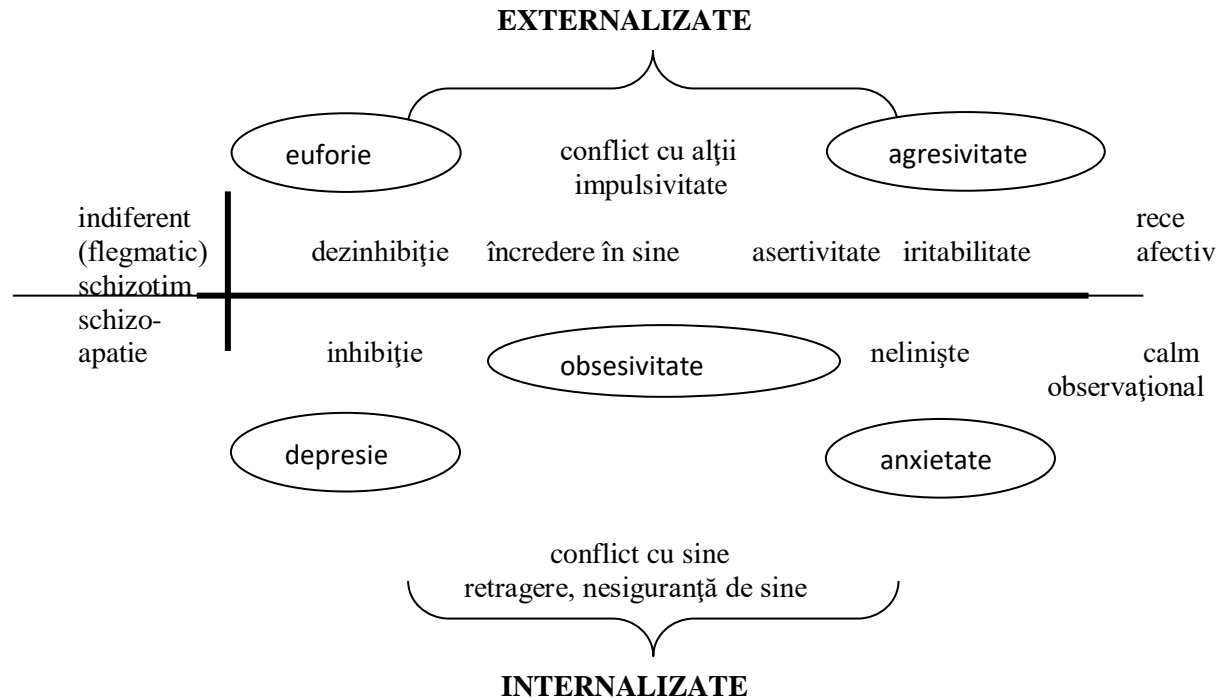 EXTERNALIZATE
euforie
conflict cu alţii
impulsivitate
agresivitate
indiferent
(flegmatic)
schizotim
schizo-
apatie
dezinhibiţie
încredere în sine
asertivitate
iritabilitate
rece
afectiv
inhibiţie
obsesivitate
nelinişte
calm
observaţional
depresie
anxietate
conflict cu sine
retragere, nesiguranţă de sine
INTERNALIZATE